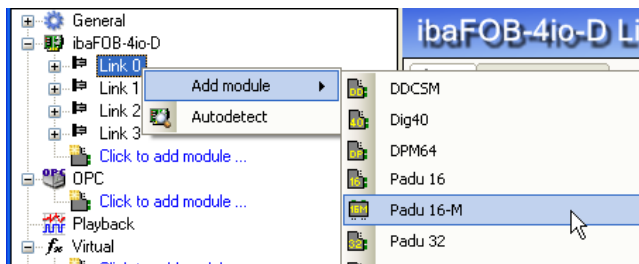 General
ibaFOB-4io-D
Link 0
Link 1
Link 2
Link 3
Click to add module ...
OPC
Click to add module ...
Playback
Virtual
Add module
Autodetect
ibaFOB-4io-D Li
DDCSM
Dig40
DPM64
Padu 16
Padu 16-M
Padu 32